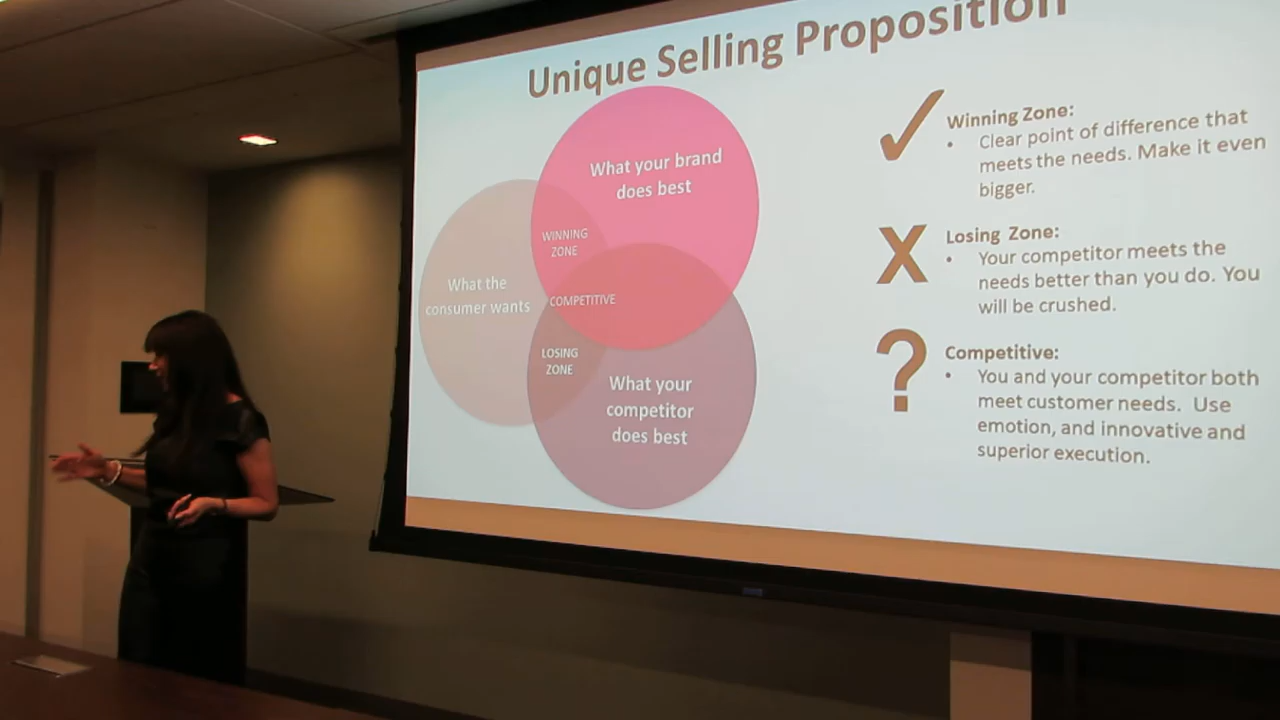 Unique Selling Proposition
What your brand
does best
WINNING
ZONE
What the
consumer wants
COMPETITIVE
LOSING
ZONE
What your
competitor
does best
Winning Zone:
• Clear point of difference that
meets the needs. Make it even
bigger.
X
Losing Zone:
• Your competitor meets the
needs better than you do. You
will be crushed.
?
Competitive:
• You and your competitor both
meet customer needs. Use
emotion, and innovative and
superior execution.